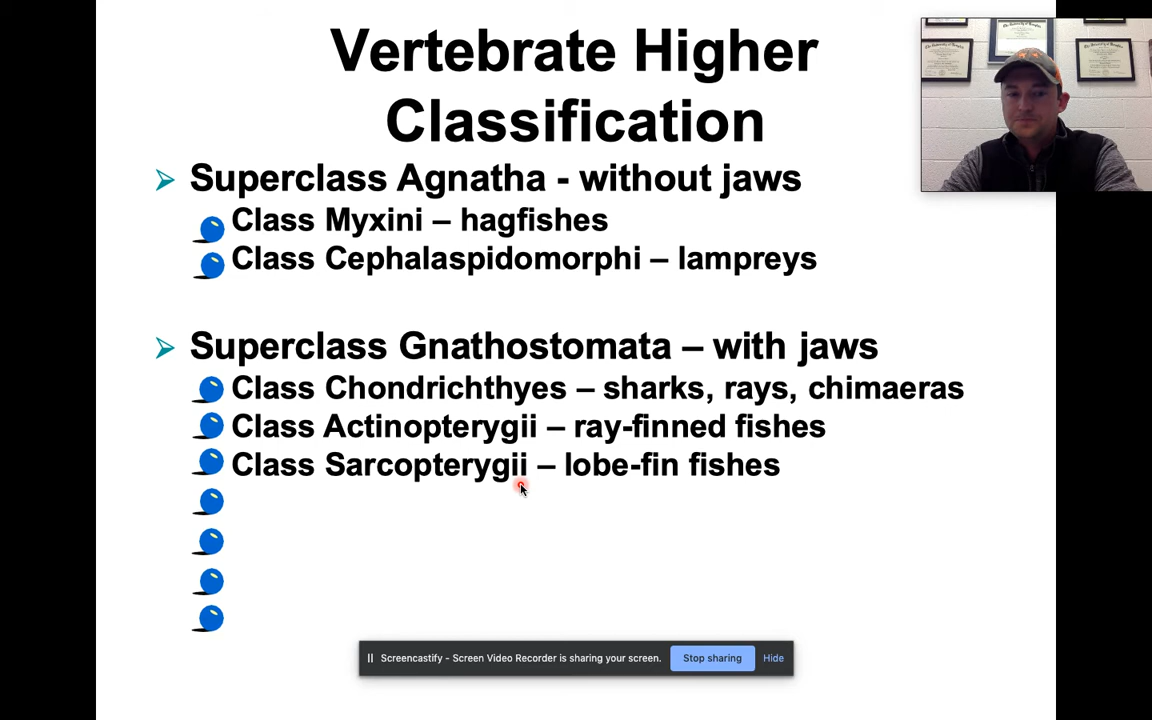 Vertebrate Higher
Classification
Superclass Agnatha - without jaws
Class Myxini – hagfishes
Class Cephalaspidomorphi – lampreys
Superclass Gnathostomata – with jaws
Class Chondrichthyes – sharks, rays, chimaeras
Class Actinopterygii – ray-finned fishes
Class Sarcopterygii – lobe-fin fishes
Screencastify - Screen Video Recorder is sharing your screen.
Stop sharing
Hide